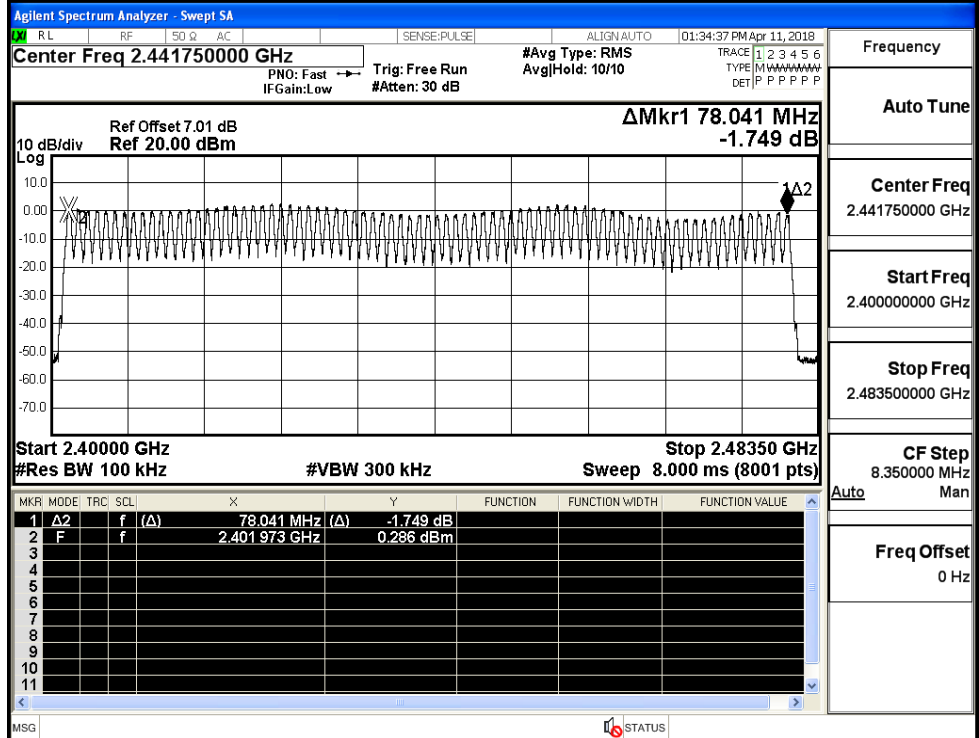 Agilent Spectrum Analyzer - Swept SA
LXI RL RF 50 Ω AC SENSE:PULSE ALIGN AUTO 01:34:37 PM Apr 11, 2018
Center Freq 2.441750000 GHz
#Avg Type: RMS
TRACE 1 2 3 4 5 6
PNO: Fast Trig: Free Run Avg|Hold: 10/10
TYPE M WWWWW
IFGain:Low #Atten: 30 dB
DET P P P P P P
ΔMkr1 78.041 MHz
-1.749 dB
Ref Offset 7.01 dB
10 dB/div Ref 20.00 dBm
Log
10.0
0.00
-10.0
-20.0
-30.0
-40.0
-50.0
-60.0
-70.0
X2
1Δ2
Start 2.40000 GHz Stop 2.48350 GHz
#Res BW 100 kHz #VBW 300 kHz Sweep 8.000 ms (8001 pts)
MKR MODE TRC SCL X Y FUNCTION FUNCTION WIDTH FUNCTION VALUE
1 Δ2 f (Δ) 78.041 MHz (Δ) -1.749 dB
2 F f 2.401 973 GHz 0.286 dBm
3
4
5
6
7
8
9
10
11
MSG STATUS
Frequency
Auto Tune
Center Freq
2.441750000 GHz
Start Freq
2.400000000 GHz
Stop Freq
2.483500000 GHz
CF Step
8.350000 MHz
Auto Man
Freq Offset
0 Hz